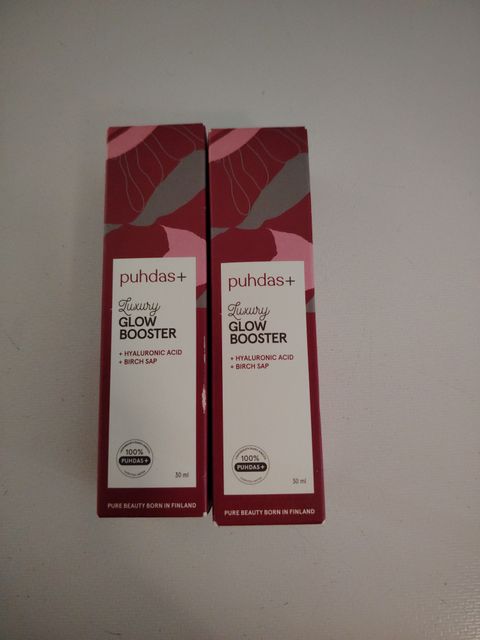 puhdas+
Luxury
GLOW
BOOSTER
+ HYALURONIC ACID
+ BIRCH SAP
100%
PUHDAS+
30 ml
PURE BEAUTY BORN IN FINLAND
puhdas+
Luxury
GLOW
BOOSTER
+ HYALURONIC ACID
+ BIRCH SAP
100%
PUHDAS+
30 ml
PURE BEAUTY BORN IN FINLAND